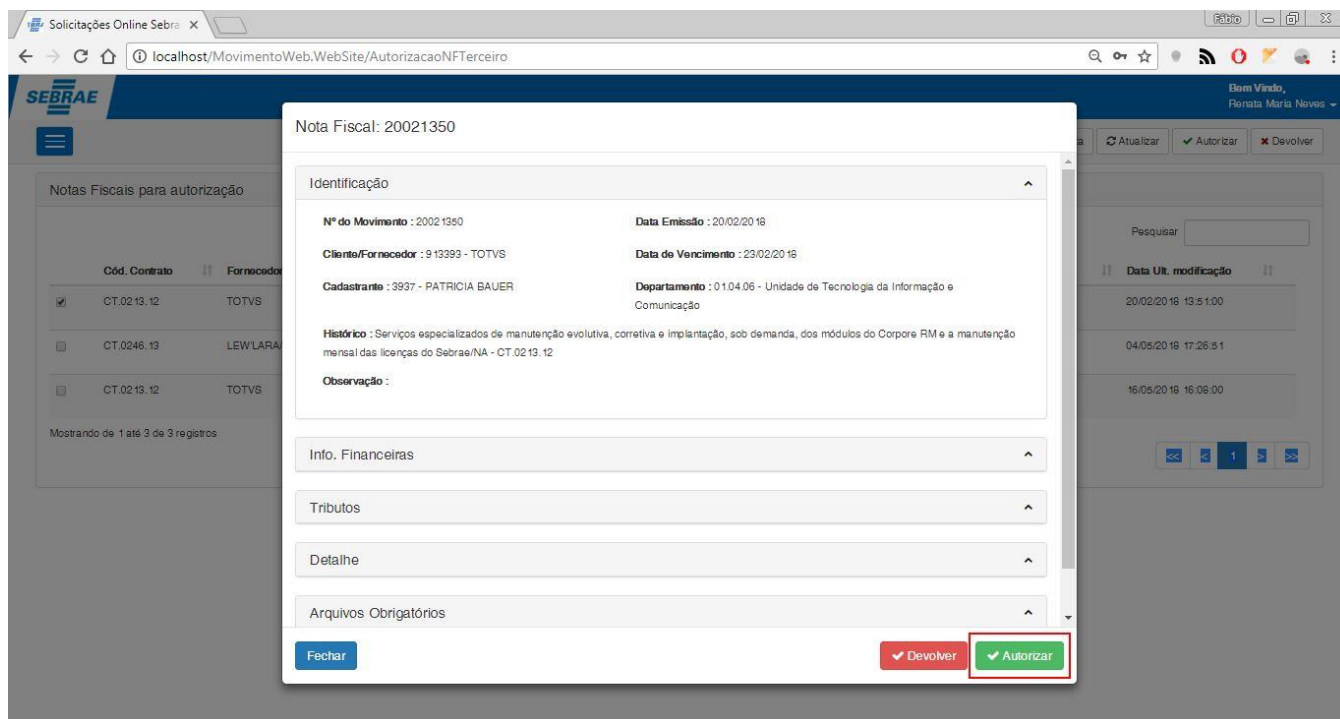 Solicitações Online Sebra
Fábio
localhost/MovimentoWeb.WebSite/AutorizacaoNFTerceiro
SEBRAE
Bem Vindo,
Renata Maria Neves
Nota Fiscal: 20021350
Atualizar
Autorizar
Devolver
Notas Fiscais para autorização
Identificação
Nº do Movimento : 20021350
Data Emissão : 20/02/2018
Pesquisar
Cliente/Fornecedor : 913393 - TOTVS
Data de Vencimento : 23/02/2018
Cód. Contrato
Fornecedor
Data Ult. modificação
Cadastrante : 3937 - PATRICIA BAUER
Departamento : 01.04.06 - Unidade de Tecnologia da Informação e
Comunicação
CT.0213.12
TOTVS
20/02/2018 13:51:00
Histórico : Serviços especializados de manutenção evolutiva, corretiva e implantação, sob demanda, dos módulos do Corpore RM e a manutenção
mensal das licenças do Sebrae/NA - CT.0213.12
CT.0246.13
LEW'LARA/
04/05/2018 17:26:51
Observação :
CT.0213.12
TOTVS
16/05/2018 16:08:00
Mostrando de 1 até 3 de 3 registros
<< < 1 > >>
Info. Financeiras
Tributos
Detalhe
Arquivos Obrigatórios
Fechar
Devolver
Autorizar